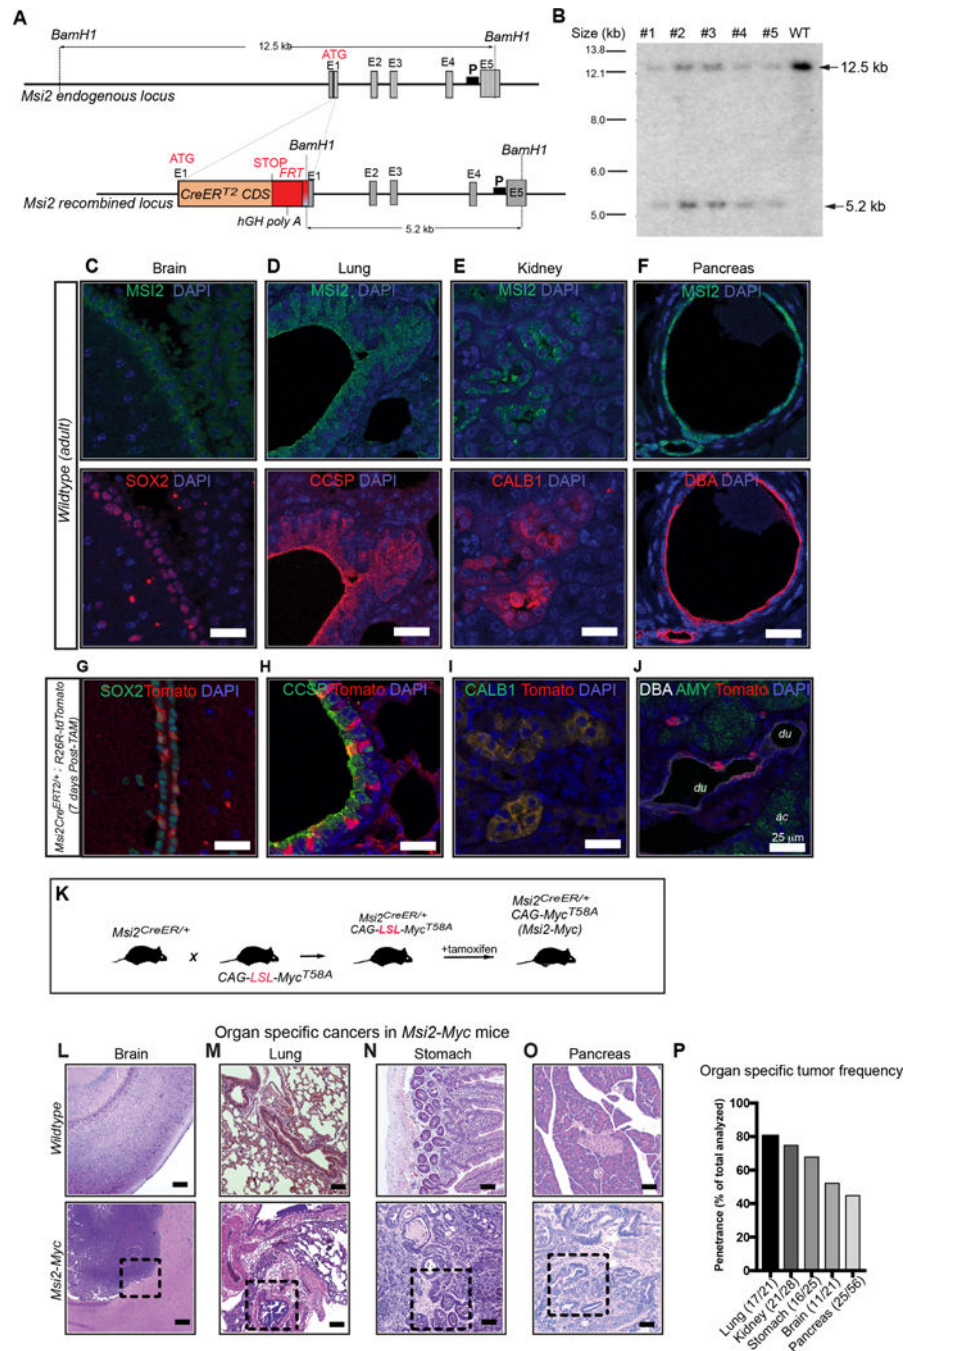 A
BamH1
12.5 kb
BamH1
ATG
E1
E2
E3
E4
P
E5
Msi2 endogenous locus
BamH1
BamH1
ATG
E1
STOP
FRT
E1
E2
E3
E4
P
E5
CreERT2 CDS
Msi2 recombined locus
hGH poly A
5.2 kb
B
Size (kb) #1 #2 #3 #4 #5 WT
13.8
12.1
8.0
6.0
5.0
12.5 kb
5.2 kb
C Brain
D Lung
E Kidney
F Pancreas
Wildtype (adult)
MSI2 DAPI
MSI2 DAPI
MSI2 DAPI
MSI2 DAPI
SOX2 DAPI
CCSP DAPI
CALB1 DAPI
DBA DAPI
G
H
I
J
Msi2CreERT2/+; R26R-tdTomato
(7 days Post-TAM)
SOX2 Tomato DAPI
CCSP Tomato DAPI
CALB1 Tomato DAPI
DBA AMY Tomato DAPI
du
du
ac
25 µm
K
Msi2CreER/+
x
CAG-LSL-MycT58A
Msi2CreER/+
CAG-LSL-MycT58A
+tamoxifen
Msi2CreER/+
CAG-MycT58A
(Msi2-Myc)
Organ specific cancers in Msi2-Myc mice
L Brain
M Lung
N Stomach
O Pancreas
Wildtype
Msi2-Myc
P
Organ specific tumor frequency
Penetrance (% of total analyzed)
100
80
60
40
20
0
Lung (17/21)
Kidney (21/28)
Stomach (16/25)
Brain (11/21)
Pancreas (25/56)